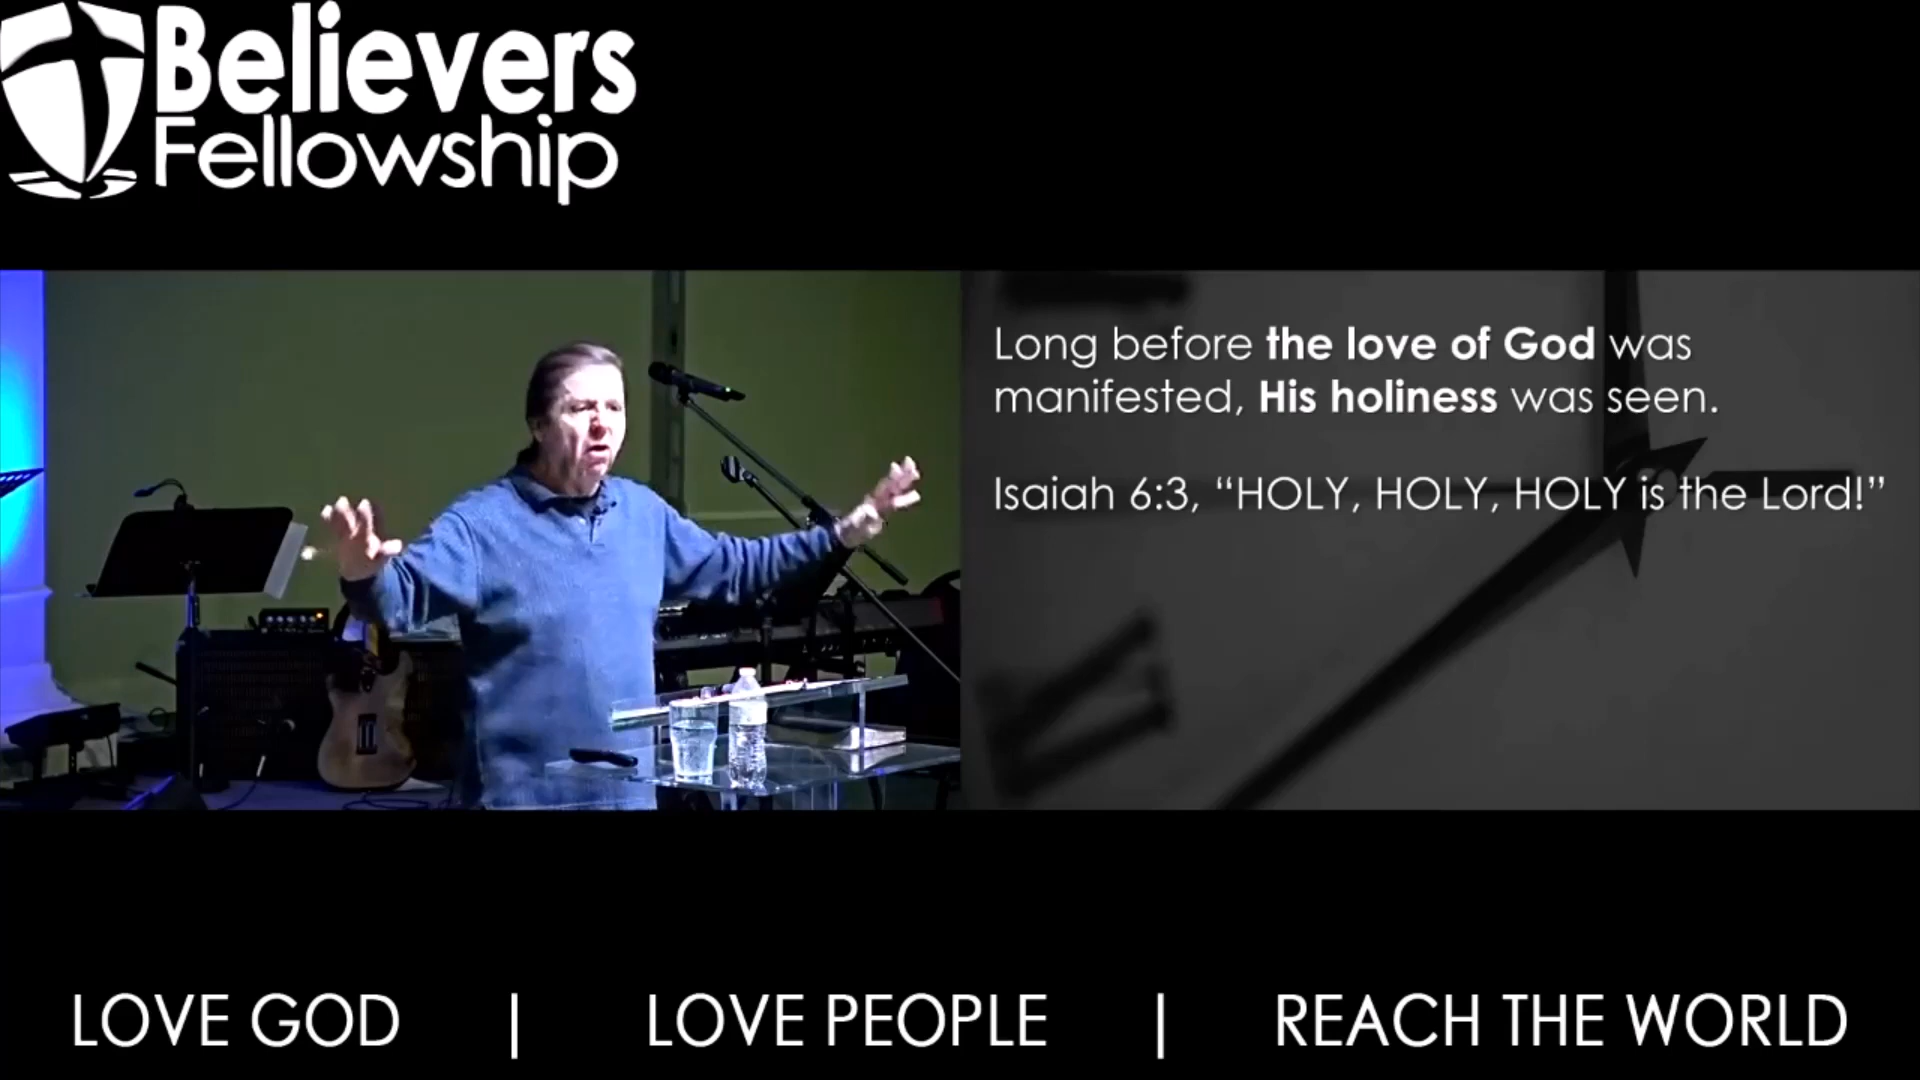 Believers
Fellowship
Long before the love of God was
manifested, His holiness was seen.
Isaiah 6:3, “HOLY, HOLY, HOLY is the Lord!”
LOVE GOD | LOVE PEOPLE | REACH THE WORLD